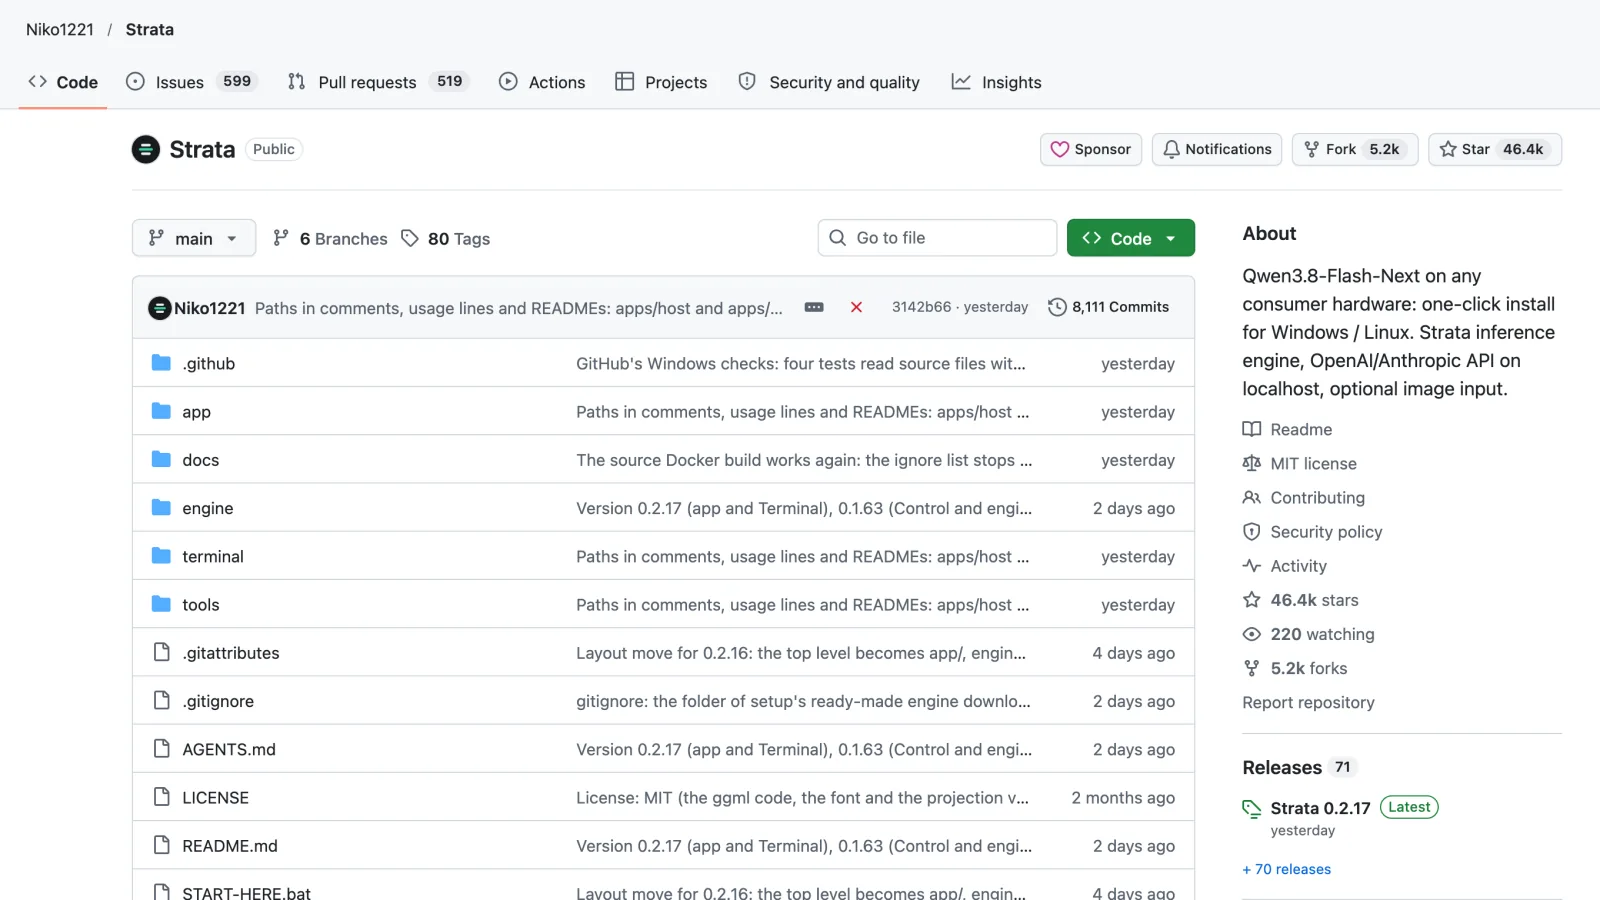 Niko1221 / Strata
Code
Issues 599
Pull requests 519
Actions
Projects
Security and quality
Insights
Strata Public
Sponsor
Notifications
Fork 5.2k
Star 46.4k
main
6 Branches
80 Tags
Go to file
Code
Niko1221 Paths in comments, usage lines and READMEs: apps/host and apps/... 3142b66 · yesterday 8,111 Commits
.github GitHub's Windows checks: four tests read source files wit... yesterday
app Paths in comments, usage lines and READMEs: apps/host ... yesterday
docs The source Docker build works again: the ignore list stops ... yesterday
engine Version 0.2.17 (app and Terminal), 0.1.63 (Control and engi... 2 days ago
terminal Paths in comments, usage lines and READMEs: apps/host ... yesterday
tools Paths in comments, usage lines and READMEs: apps/host ... yesterday
.gitattributes Layout move for 0.2.16: the top level becomes app/, engin... 4 days ago
.gitignore gitignore: the folder of setup's ready-made engine downlo... 2 days ago
AGENTS.md Version 0.2.17 (app and Terminal), 0.1.63 (Control and engi... 2 days ago
LICENSE License: MIT (the ggml code, the font and the projection v... 2 months ago
README.md Version 0.2.17 (app and Terminal), 0.1.63 (Control and engi... 2 days ago
START-HERE.bat Layout move for 0.2.16: the top level becomes app/, engin... 4 days ago
About
Qwen3.8-Flash-Next on any
consumer hardware: one-click install
for Windows / Linux. Strata inference
engine, OpenAI/Anthropic API on
localhost, optional image input.
Readme
MIT license
Contributing
Security policy
Activity
46.4k stars
220 watching
5.2k forks
Report repository
Releases 71
Strata 0.2.17 Latest
yesterday
+ 70 releases